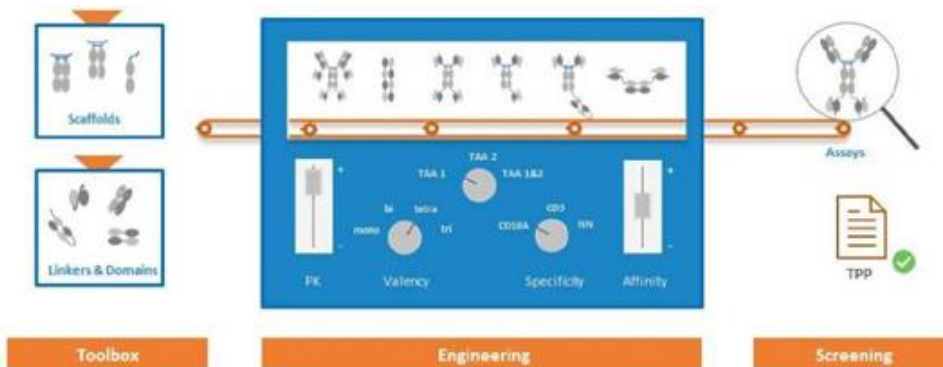 Scaffolds
Linkers & Domains
TAA 2
TAA 1
TAA 1&2
bi
tetra
mono
tri
CD3
CD16A
NN
+
-
+
-
PK
Valency
Specificity
Affinity
Assays
TPP
Toolbox
Engineering
Screening